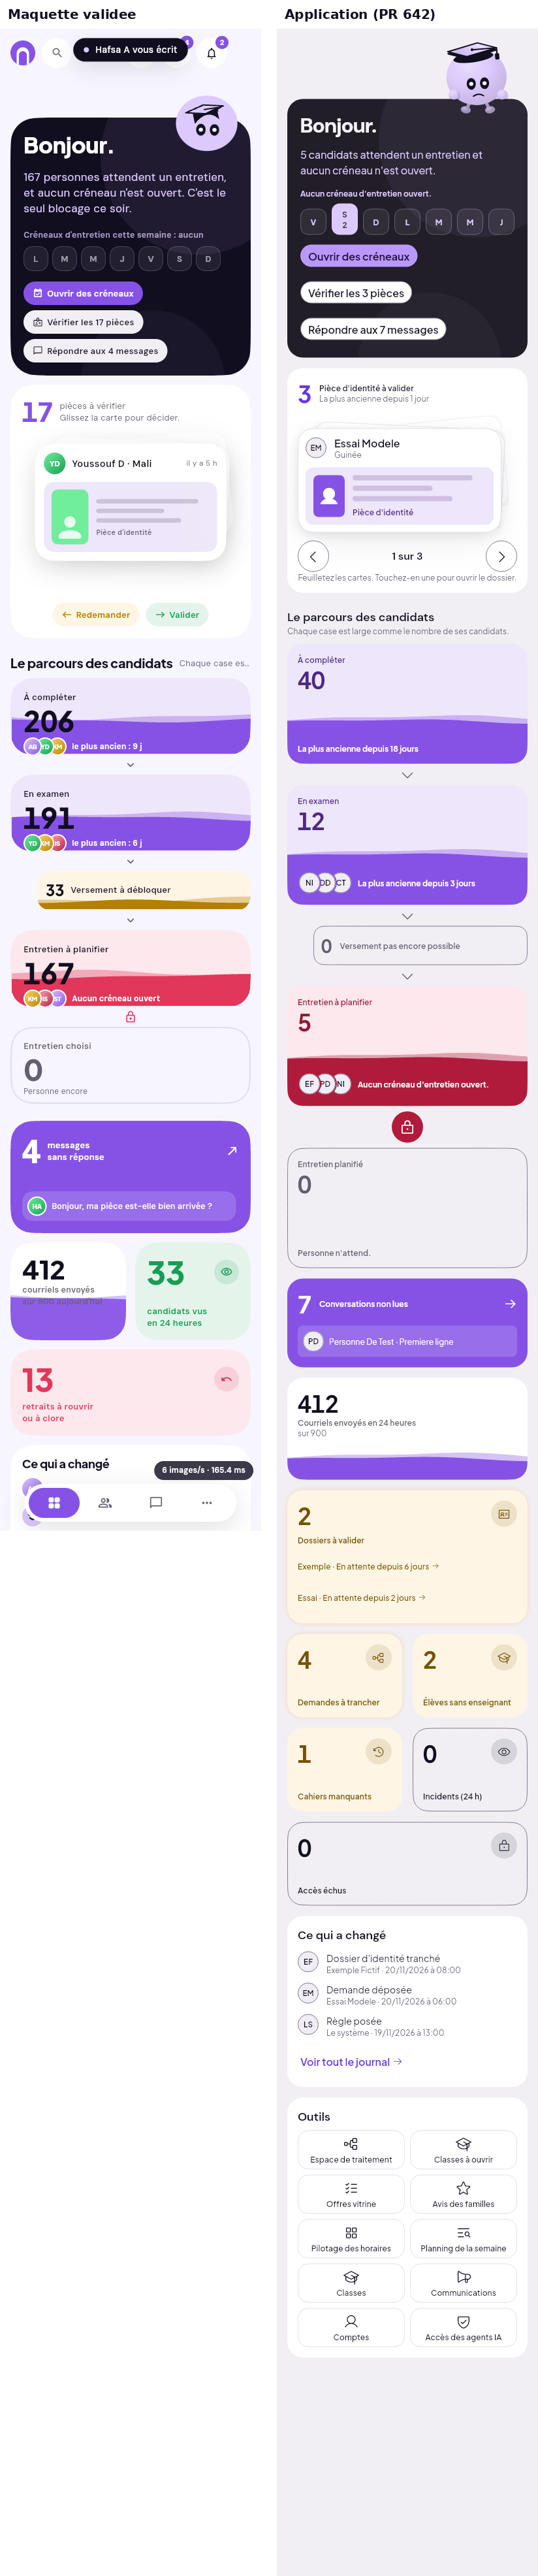 Maquette validee
Hafsa A vous écrit
2
Bonjour.
167 personnes attendent un entretien,
et aucun créneau n'est ouvert. C'est le
seul blocage ce soir.
Créneaux d'entretien cette semaine : aucun
L M M J V S D
Ouvrir des créneaux
Vérifier les 17 pièces
Répondre aux 4 messages
17
pièces à vérifier
Glissez la carte pour décider.
YD Youssouf D · Mali il y a 5 h
Pièce d'identité
Redemander
Valider
Le parcours des candidats Chaque case es…
À compléter
206
AB YD KM le plus ancien : 9 j
En examen
191
YD KM IS le plus ancien : 6 j
33 Versement à débloquer
Entretien à planifier
167
KM IS ST Aucun créneau ouvert
Entretien choisi
0
Personne encore
4 messages
sans réponse
HA Bonjour, ma pièce est-elle bien arrivée ?
412
courriels envoyés
sur 900 aujourd'hui
33
candidats vus
en 24 heures
13
retraits à rouvrir
ou à clore
Ce qui a changé
6 images/s · 165.4 ms
Application (PR 642)
Bonjour.
5 candidats attendent un entretien et
aucun créneau n'est ouvert.
Aucun créneau d'entretien ouvert.
V S 2 D L M M J
Ouvrir des créneaux
Vérifier les 3 pièces
Répondre aux 7 messages
3
Pièce d'identité à valider
La plus ancienne depuis 1 jour
EM Essai Modele
Guinée
Pièce d'identité
1 sur 3
Feuilletez les cartes. Touchez-en une pour ouvrir le dossier.
Le parcours des candidats
Chaque case est large comme le nombre de ses candidats.
À compléter
40
La plus ancienne depuis 18 jours
En examen
12
NI DD CT La plus ancienne depuis 3 jours
0 Versement pas encore possible
Entretien à planifier
5
EF PD NI Aucun créneau d'entretien ouvert.
Entretien planifié
0
Personne n'attend.
7 Conversations non lues
PD Personne De Test · Premiere ligne
412
Courriels envoyés en 24 heures
sur 900
2
Dossiers à valider
Exemple · En attente depuis 6 jours
Essai · En attente depuis 2 jours
4
Demandes à trancher
2
Élèves sans enseignant
1
Cahiers manquants
0
Incidents (24 h)
0
Accès échus
Ce qui a changé
EF Dossier d'identité tranché
Exemple Fictif · 20/11/2026 à 08:00
EM Demande déposée
Essai Modele · 20/11/2026 à 06:00
LS Règle posée
Le système · 19/11/2026 à 13:00
Voir tout le journal
Outils
Espace de traitement
Classes à ouvrir
Offres vitrine
Avis des familles
Pilotage des horaires
Planning de la semaine
Classes
Communications
Comptes
Accès des agents IA